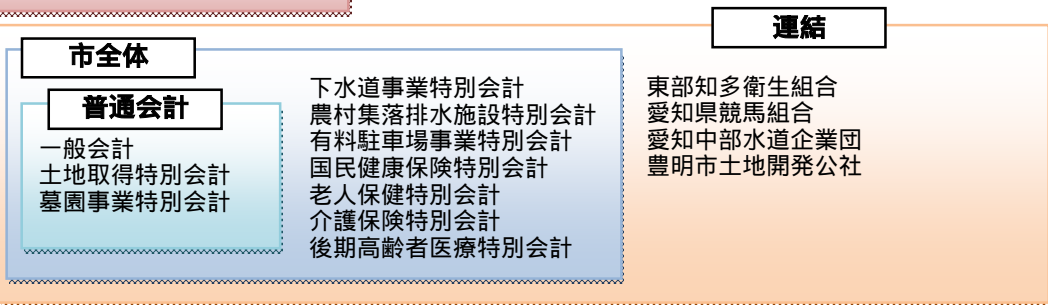 連結
市全体
普通会計
一般会計
土地取得特別会計
墓園事業特別会計
下水道事業特別会計
農村集落排水施設特別会計
有料駐車場事業特別会計
国民健康保険特別会計
老人保健特別会計
介護保険特別会計
後期高齢者医療特別会計
東部知多衛生組合
愛知県競馬組合
愛知中部水道企業団
豊明市土地開発公社